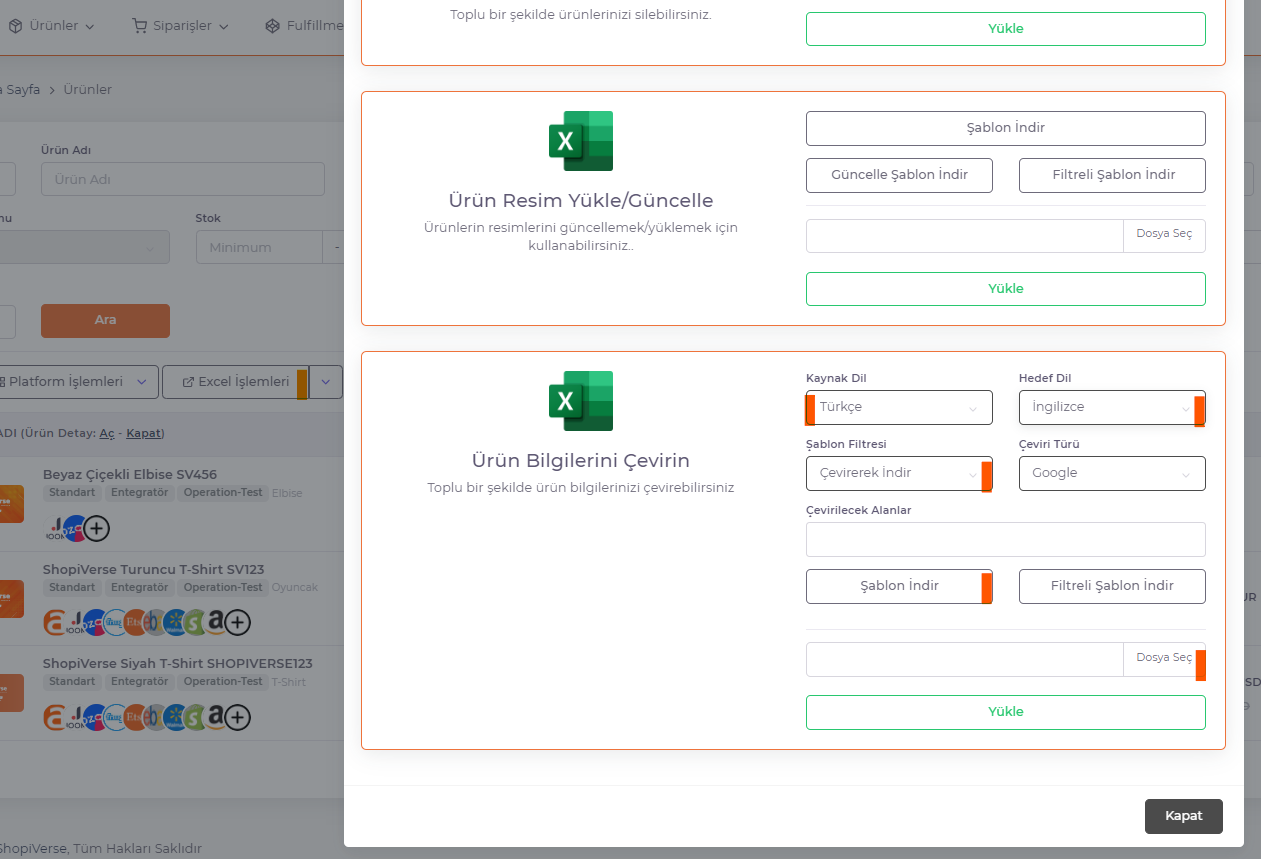 Ürünler
Siparişler
Fulfillme
a Sayfa > Ürünler
Ürün Adı
Ürün Adı
mu
Stok
Minimum
-
Ara
Platform İşlemleri
Excel İşlemleri
ADI (Ürün Detay: Aç - Kapat)
Beyaz Çiçekli Elbise SV456
Standart Entegratör Operation-Test Elbise
ShopiVerse Turuncu T-Shirt SV123
Standart Entegratör Operation-Test Oyuncak
ShopiVerse Siyah T-Shirt SHOPIVERSE123
Standart Entegratör Operation-Test T-Shirt
ShopiVerse, Tüm Hakları Saklıdır
Toplu bir şekilde ürünlerinizi silebilirsiniz.
Yükle
X
Ürün Resim Yükle/Güncelle
Ürünlerin resimlerini güncellemek/yüklemek için
kullanabilirsiniz..
Şablon İndir
Güncelle Şablon İndir
Filtreli Şablon İndir
Dosya Seç
Yükle
X
Ürün Bilgilerini Çevirin
Toplu bir şekilde ürün bilgilerinizi çevirebilirsiniz
Kaynak Dil
Hedef Dil
Türkçe
İngilizce
Şablon Filtresi
Çeviri Türü
Çevirerek İndir
Google
Çevirilecek Alanlar
Şablon İndir
Filtreli Şablon İndir
Dosya Seç
Yükle
Kapat